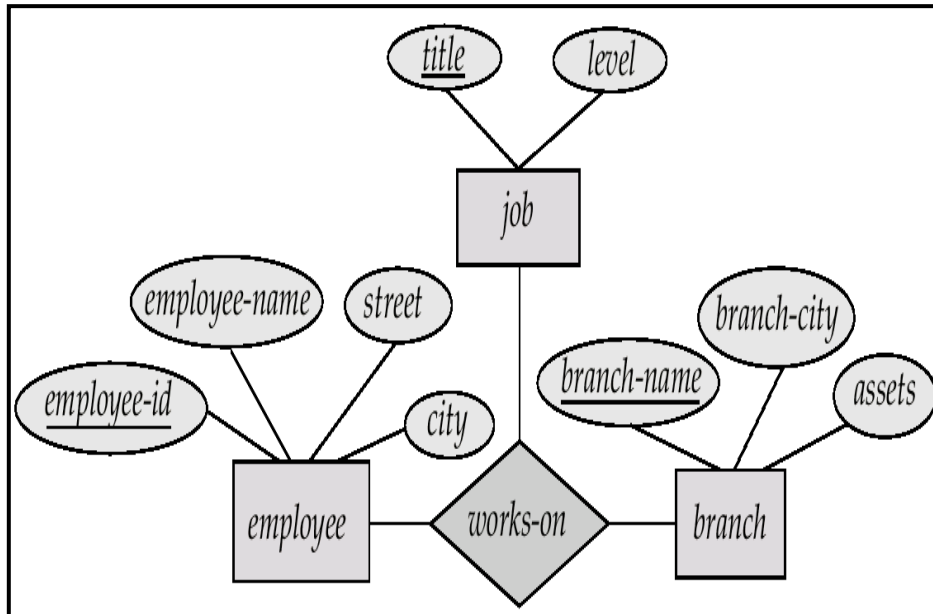 title
level
job
employee-name
street
branch-city
employee-id
branch-name
assets
city
employee
works-on
branch